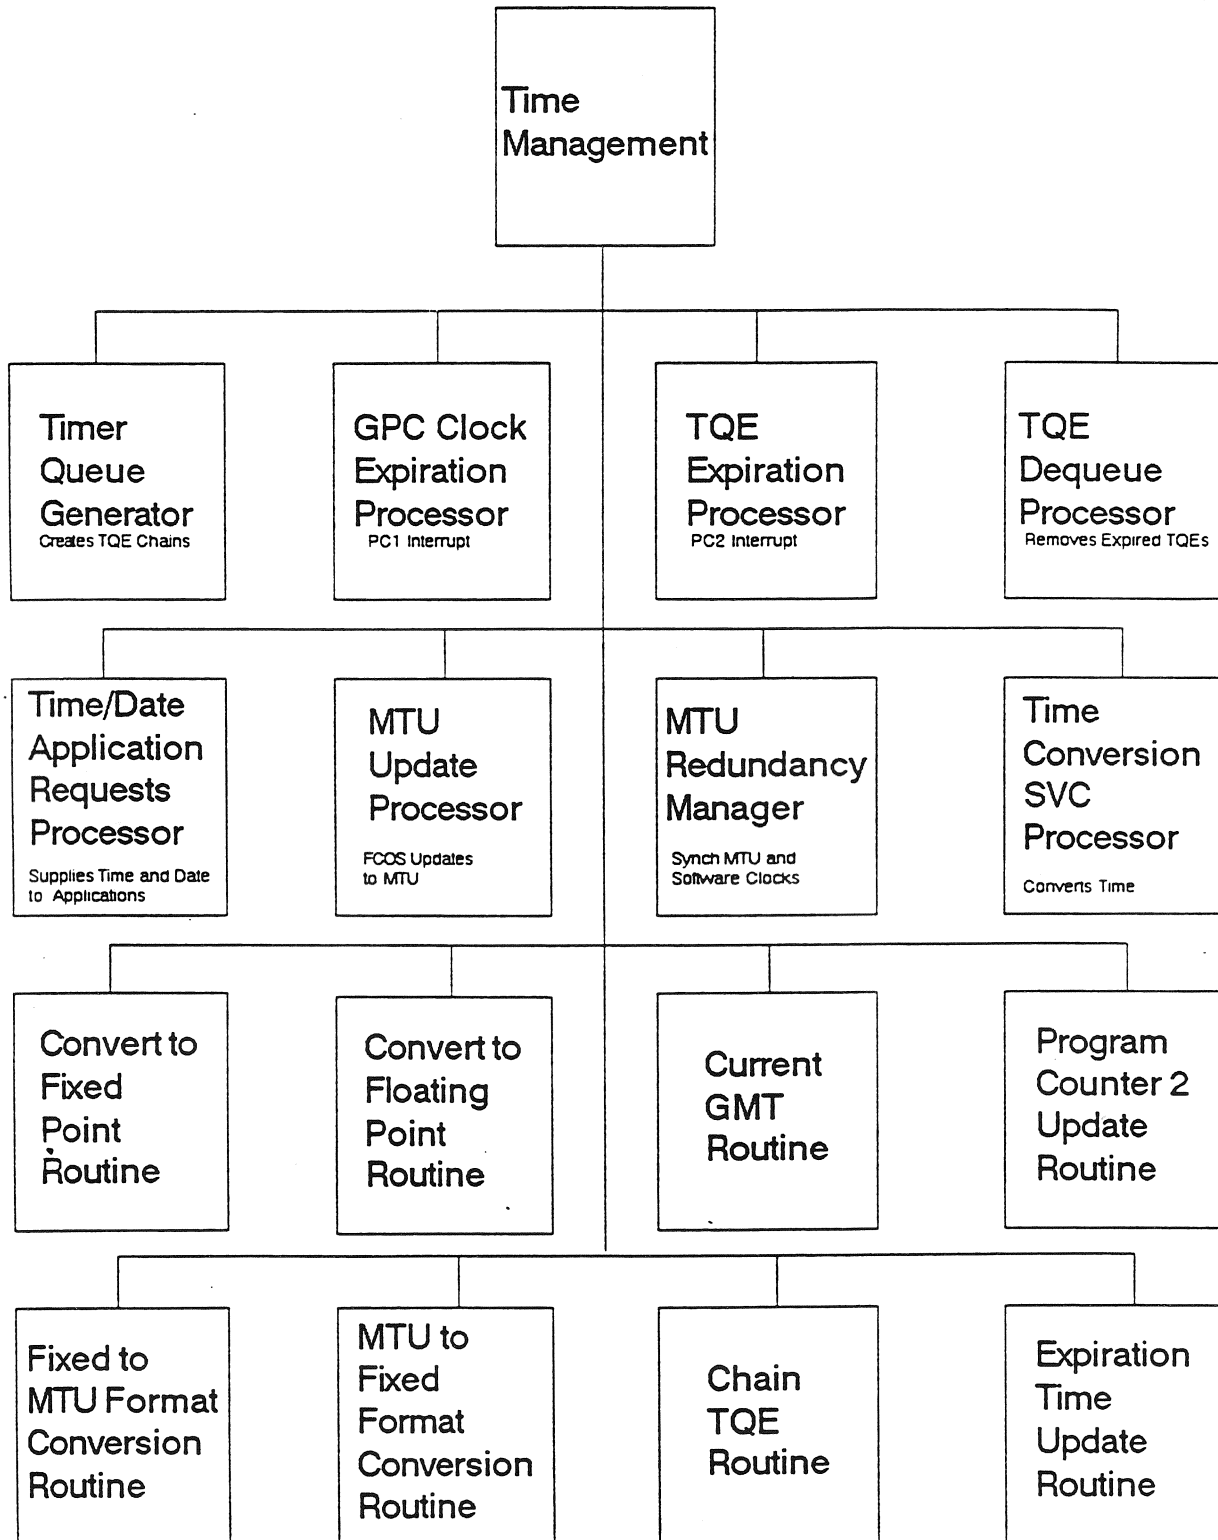 Time
Management
Timer
Queue
Generator
Creates TQE Chains
GPC Clock
Expiration
Processor
PC1 Interrupt
TQE
Expiration
Processor
PC2 Interrupt
TQE
Dequeue
Processor
Removes Expired TQEs
Time/Date
Application
Requests
Processor
Supplies Time and Date
to Applications
MTU
Update
Processor
FCOS Updates
to MTU
MTU
Redundancy
Manager
Synch MTU and
Software Clocks
Time
Conversion
SVC
Processor
Converts Time
Convert to
Fixed
Point
Routine
Convert to
Floating
Point
Routine
Current
GMT
Routine
Program
Counter 2
Update
Routine
Fixed to
MTU Format
Conversion
Routine
MTU to
Fixed
Format
Conversion
Routine
Chain
TQE
Routine
Expiration
Time
Update
Routine